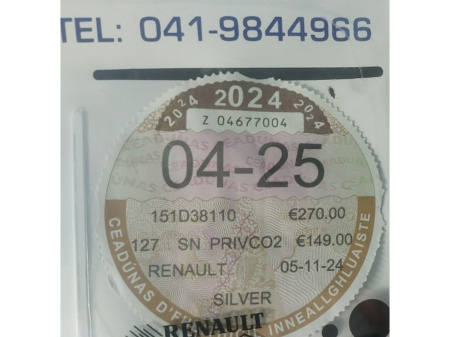 TEL: 041-9844966
2024 2024 2024
Z 04677004
04-25
151D38110 €270.00
127 SN PRIVCO2 €149.00
RENAULT 05-11-24
SILVER
RENAULT